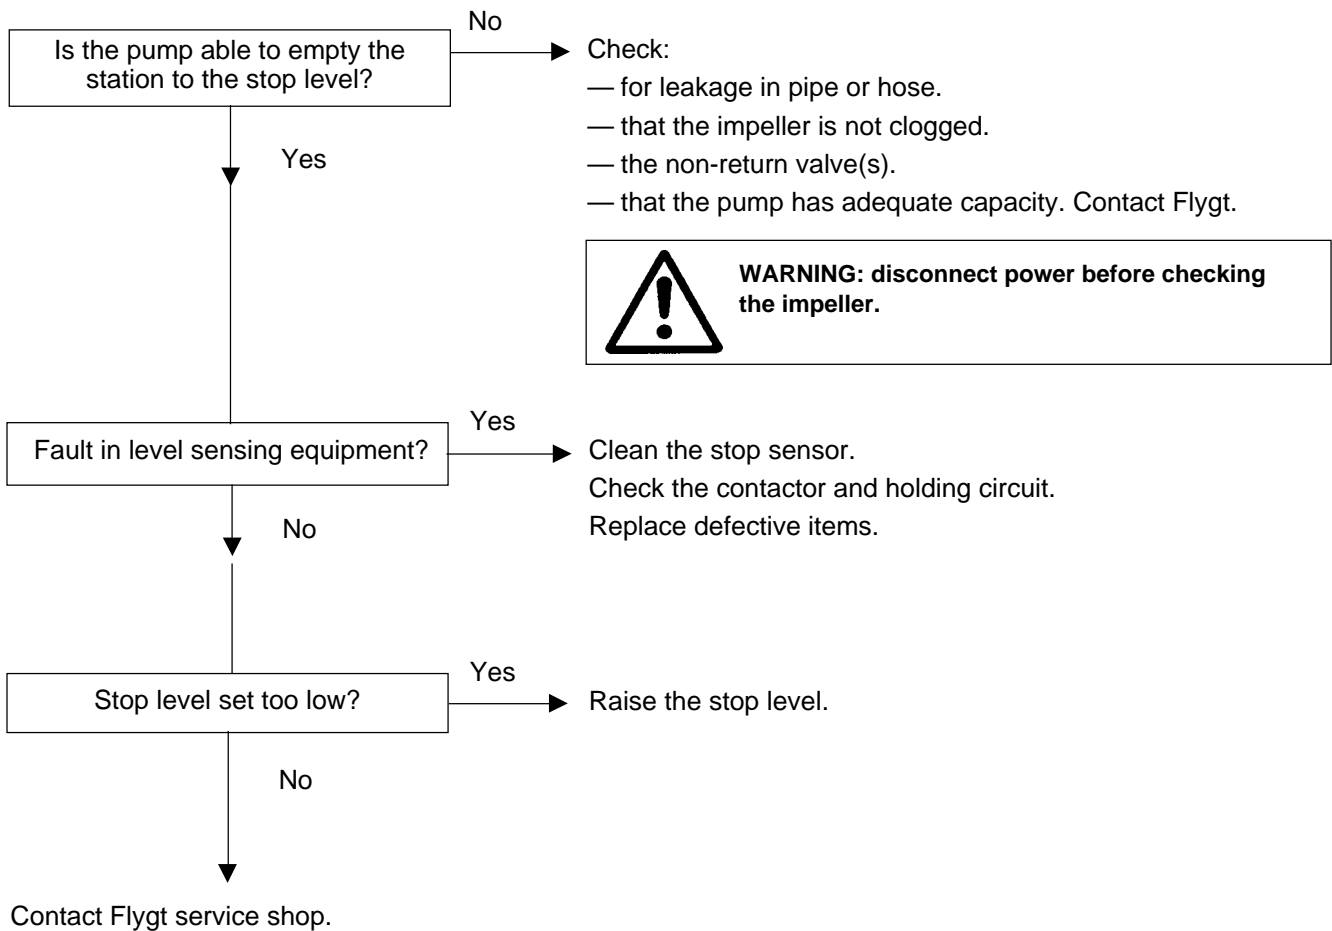 No
Is the pump able to empty the
station to the stop level?
Check:
— for leakage in pipe or hose.
— that the impeller is not clogged.
— the non-return valve(s).
— that the pump has adequate capacity. Contact Flygt.
Yes
WARNING: disconnect power before checking
the impeller.
Yes
Fault in level sensing equipment?
Clean the stop sensor.
Check the contactor and holding circuit.
Replace defective items.
No
Yes
Stop level set too low?
Raise the stop level.
No
Contact Flygt service shop.